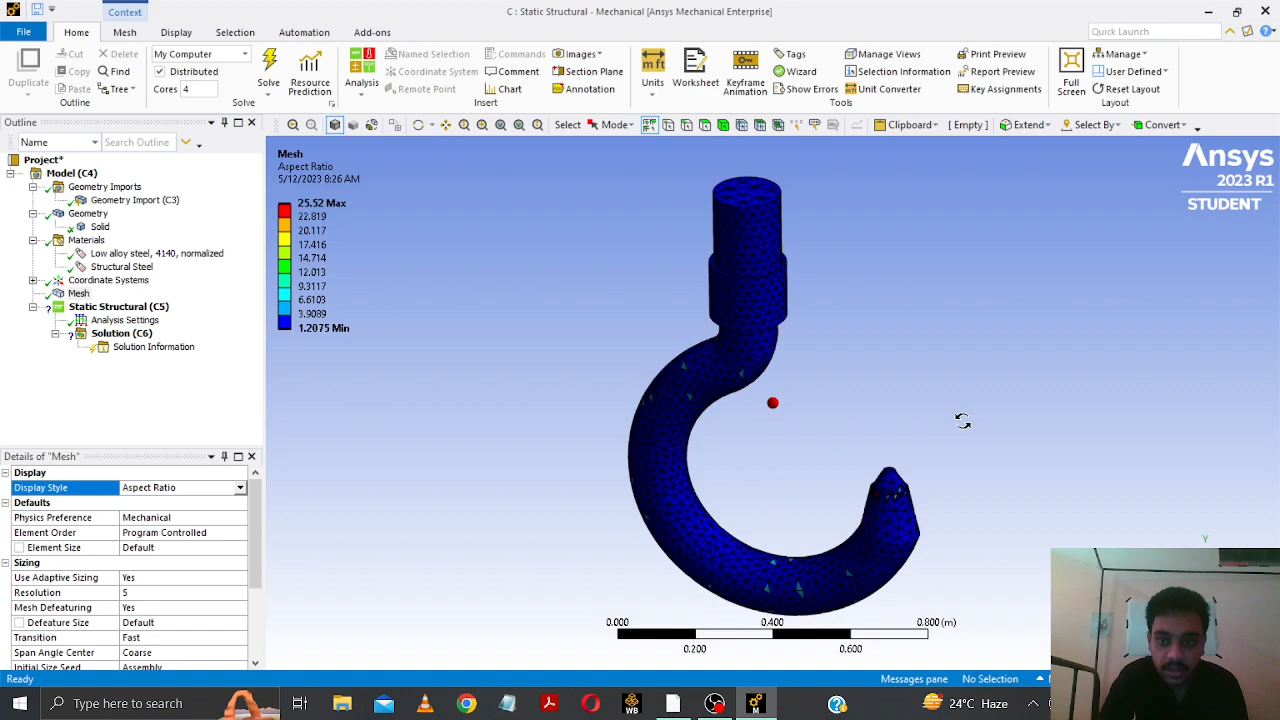 Context
C : Static Structural - Mechanical [Ansys Mechanical Enterprise]
File
Home
Mesh
Display
Selection
Automation
Add-ons
Quick Launch
Duplicate
Cut
Delete
Copy
Find
Paste
Tree
Outline
My Computer
Distributed
Cores 4
Solve
Resource
Prediction
Solve
Analysis
Named Selection
Coordinate System
Remote Point
Commands
Comment
Chart
Images
Section Plane
Annotation
Insert
Units
Worksheet
Keyframe
Animation
Tags
Wizard
Show Errors
Manage Views
Selection Information
Unit Converter
Print Preview
Report Preview
Key Assignments
Tools
Full
Screen
Manage
User Defined
Reset Layout
Layout
Outline
Select
Mode
Clipboard
[ Empty ]
Extend
Select By
Convert
Name
Search Outline
Project*
Model (C4)
Geometry Imports
Geometry Import (C3)
Geometry
Solid
Materials
Low alloy steel, 4140, normalized
Structural Steel
Coordinate Systems
Mesh
Static Structural (C5)
Analysis Settings
Solution (C6)
Solution Information
Mesh
Aspect Ratio
5/12/2023 8:26 AM
25.52 Max
22.819
20.117
17.416
14.714
12.013
9.3117
6.6103
3.9089
1.2075 Min
Ansys
2023 R1
STUDENT
Details of "Mesh"
Display
Display Style Aspect Ratio
Defaults
Physics Preference Mechanical
Element Order Program Controlled
Element Size Default
Sizing
Use Adaptive Sizing Yes
Resolution 5
Mesh Defeaturing Yes
Defeature Size Default
Transition Fast
Span Angle Center Coarse
Initial Size Seed Assembly
0.000 0.400 0.800 (m)
0.200 0.600
Y
Ready
Messages pane
No Selection
Type here to search
WB
M
24°C Haze